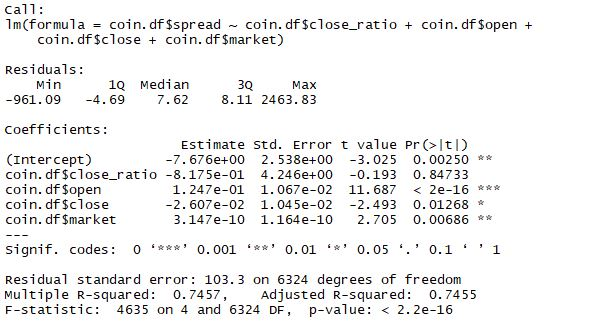 Call:
lm(formula = coin.df$spread ~ coin.df$close_ratio + coin.df$open +
    coin.df$close + coin.df$market)

Residuals:
    Min      1Q  Median      3Q     Max
-961.09   -4.69    7.62    8.11 2463.83

Coefficients:
                      Estimate Std. Error t value Pr(>|t|)
(Intercept)         -7.676e+00  2.538e+00  -3.025  0.00250 **
coin.df$close_ratio -8.175e-01  4.246e+00  -0.193  0.84733
coin.df$open         1.247e-01  1.067e-02  11.687  < 2e-16 ***
coin.df$close       -2.607e-02  1.045e-02  -2.493  0.01268 *
coin.df$market       3.147e-10  1.164e-10   2.705  0.00686 **
---
Signif. codes:  0 ‘***’ 0.001 ‘**’ 0.01 ‘*’ 0.05 ‘.’ 0.1 ‘ ’ 1

Residual standard error: 103.3 on 6324 degrees of freedom
Multiple R-squared:  0.7457,    Adjusted R-squared:  0.7455
F-statistic:  4635 on 4 and 6324 DF,  p-value: < 2.2e-16